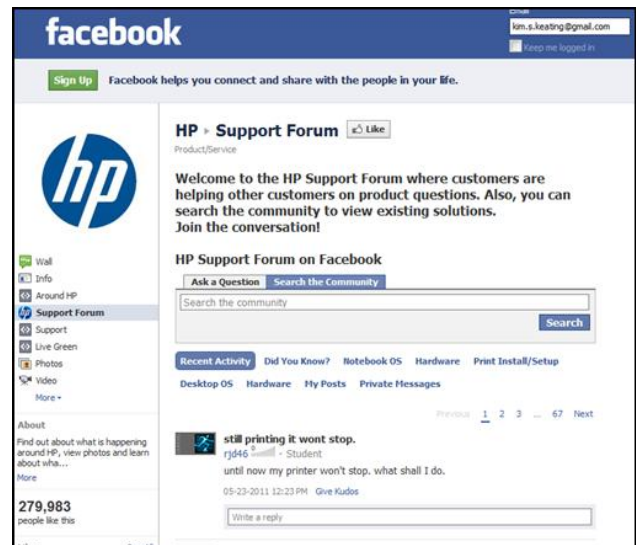 facebook
Email
kim.s.keating@gmail.com
Keep me logged in
Sign Up
Facebook helps you connect and share with the people in your life.
hp
HP ▸ Support Forum
Like
Product/Service
Welcome to the HP Support Forum where customers are
helping other customers on product questions. Also, you can
search the community to view existing solutions.
Join the conversation!
Wall
Info
Around HP
Support Forum
Support
Live Green
Photos
Video
More
HP Support Forum on Facebook
Ask a Question
Search the Community
Search the community
Search
Recent Activity Did You Know? Notebook OS Hardware Print Install/Setup
Desktop OS Hardware My Posts Private Messages
Previous 1 2 3 ... 67 Next
About
Find out about what is happening
around HP, view photos and learn
about wha...
More
279,983
people like this
still printing it wont stop.
rjd46 - Student
until now my printer won't stop. what shall I do.
05-23-2011 12:23 PM Give Kudos
Write a reply